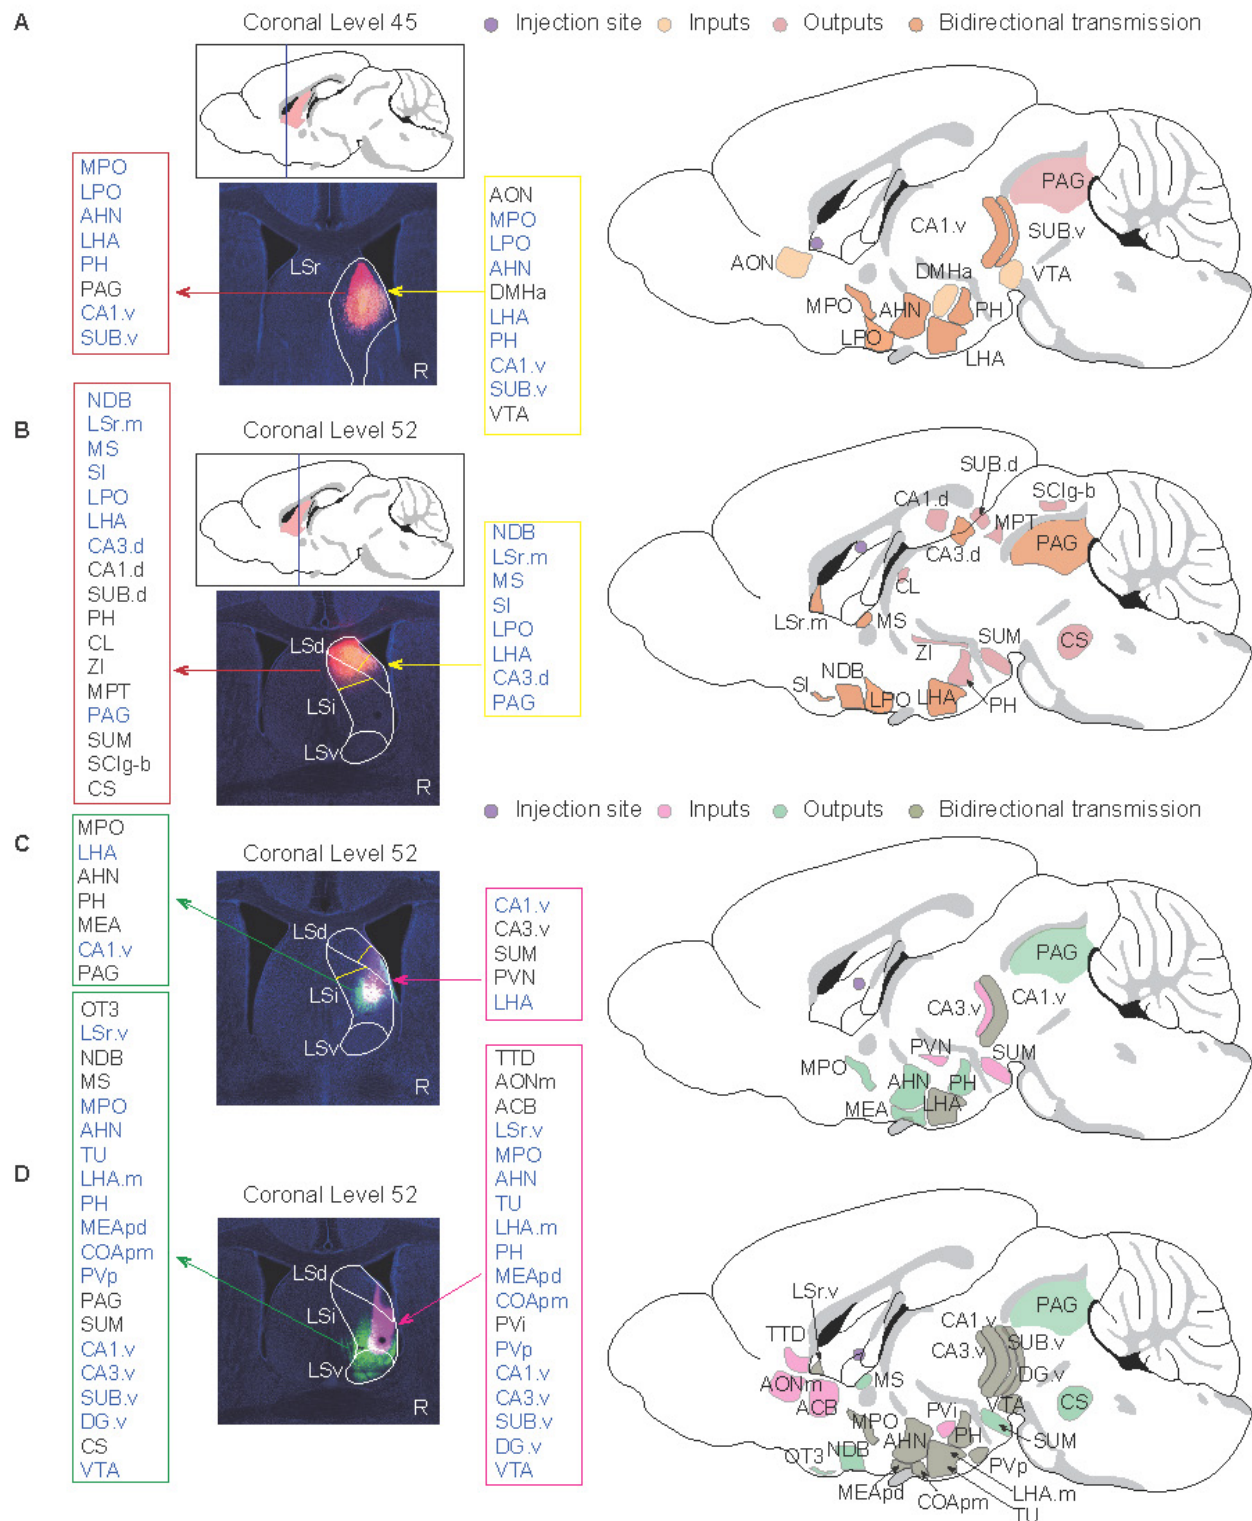 A
Coronal Level 45
Injection site
Inputs
Outputs
Bidirectional transmission
MPO
LPO
AHN
LHA
PH
PAG
CA1.v
SUB.v
LSr
R
AON
MPO
LPO
AHN
DMHa
LHA
PH
CA1.v
SUB.v
VTA
PAG
CA1.v
SUB.v
AON
DMHa
VTA
MPO
AHN
PH
LPO
LHA
B
Coronal Level 52
NDB
LSr.m
MS
SI
LPO
LHA
CA3.d
CA1.d
SUB.d
PH
CL
ZI
MPT
PAG
SUM
SCIg-b
CS
LSd
LSi
LSv
R
NDB
LSr.m
MS
SI
LPO
LHA
CA3.d
PAG
SUB.d
CA1.d
SCIg-b
MPT
PAG
CA3.d
CL
LSr.m
MS
ZI
SUM
CS
NDB
SI
LPO
LHA
PH
Injection site
Inputs
Outputs
Bidirectional transmission
C
Coronal Level 52
MPO
LHA
AHN
PH
MEA
CA1.v
PAG
LSd
LSi
LSv
R
CA1.v
CA3.v
SUM
PVN
LHA
PAG
CA3.v
CA1.v
PVN
SUM
MPO
AHN
PH
MEA
LHA
D
Coronal Level 52
OT3
LSr.v
NDB
MS
MPO
AHN
TU
LHA.m
PH
MEApd
COApm
PVp
PAG
SUM
CA1.v
CA3.v
SUB.v
DG.v
CS
VTA
LSd
LSi
LSv
R
TTD
AONm
ACB
LSr.v
MPO
AHN
TU
LHA.m
PH
MEApd
COApm
PVi
PVp
CA1.v
CA3.v
SUB.v
DG.v
VTA
LSr.v
PAG
CA1.v
TTD
CA3.v
SUB.v
DG.v
AONm
MS
ACB
VTA
CS
MPO
PVi
AHN
PH
SUM
OT3
NDB
PVp
MEApd
COApm
LHA.m
TU